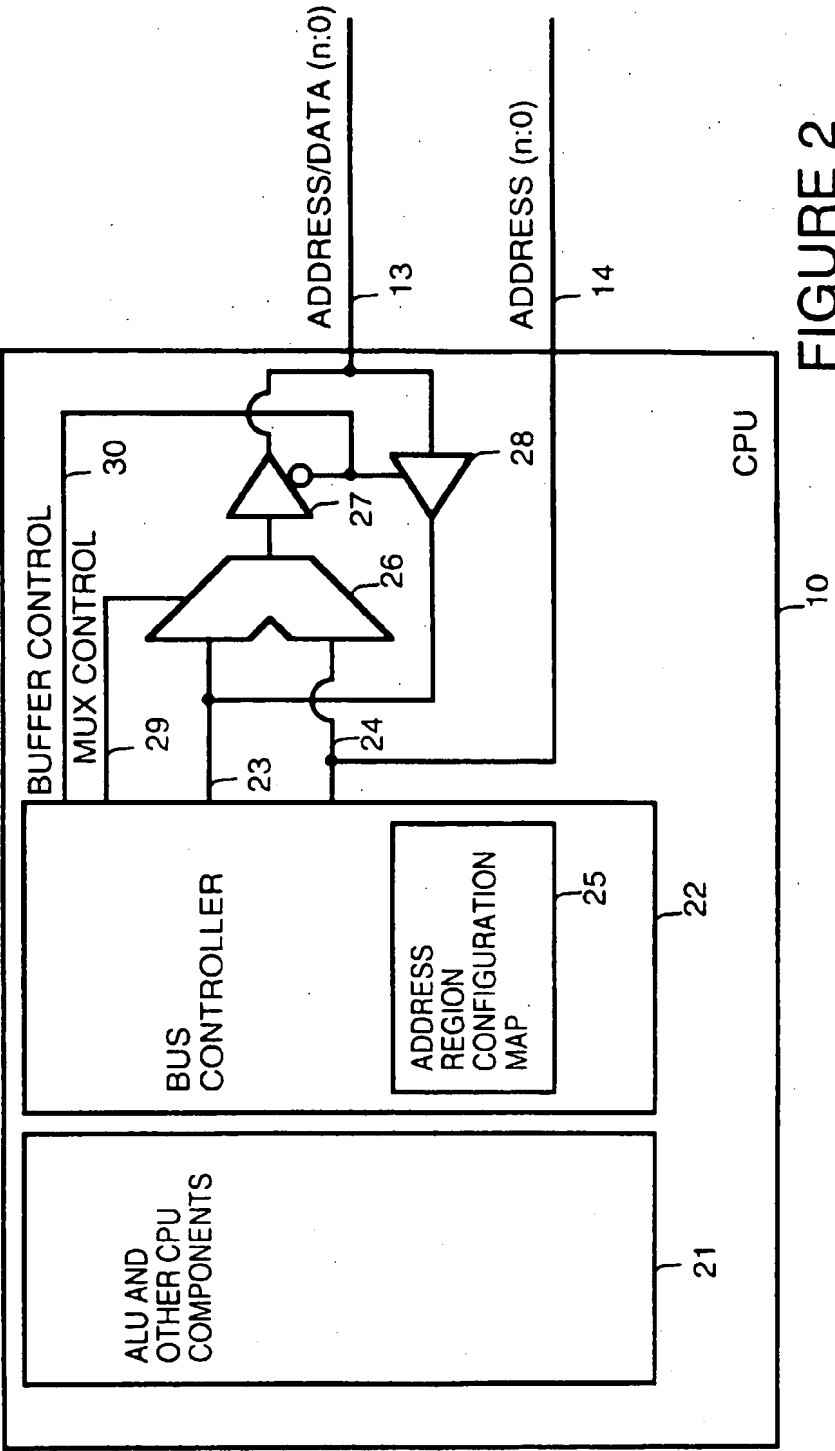 BUFFER CONTROL
MUX CONTROL
30
29
ADDRESS/DATA (n:0)
13
27
28
26
23
24
ADDRESS (n:0)
14
ALU AND
OTHER CPU
COMPONENTS
21
BUS
CONTROLLER
ADDRESS
REGION
CONFIGURATION
MAP
25
22
CPU
10
FIGURE 2